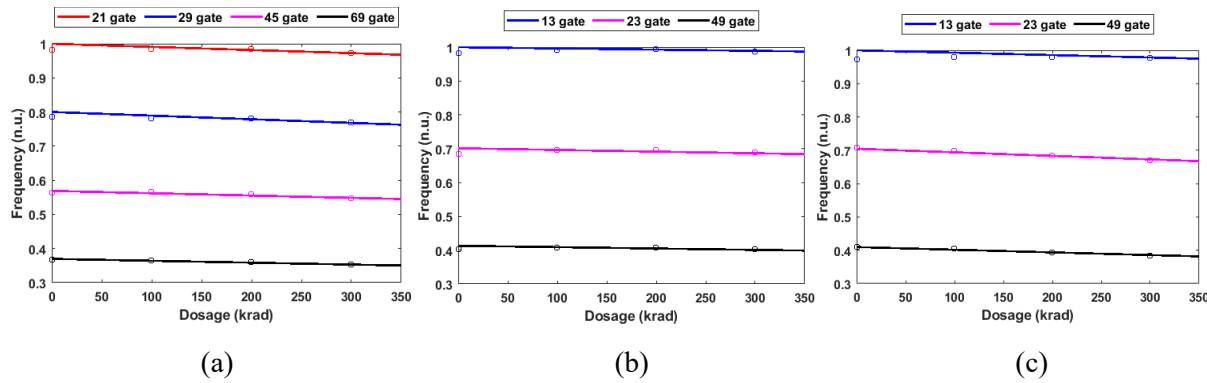 21 gate 29 gate 45 gate 69 gate
1
0.9
0.8
0.7
0.6
0.5
0.4
0.3
Frequency (n.u.)
0 50 100 150 200 250 300 350
Dosage (krad)
(a)
13 gate 23 gate 49 gate
1
0.9
0.8
0.7
0.6
0.5
0.4
0.3
Frequency (n.u.)
0 50 100 150 200 250 300 350
Dosage (krad)
(b)
13 gate 23 gate 49 gate
1
0.9
0.8
0.7
0.6
0.5
0.4
0.3
Frequency (n.u.)
0 50 100 150 200 250 300 350
Dosage (krad)
(c)